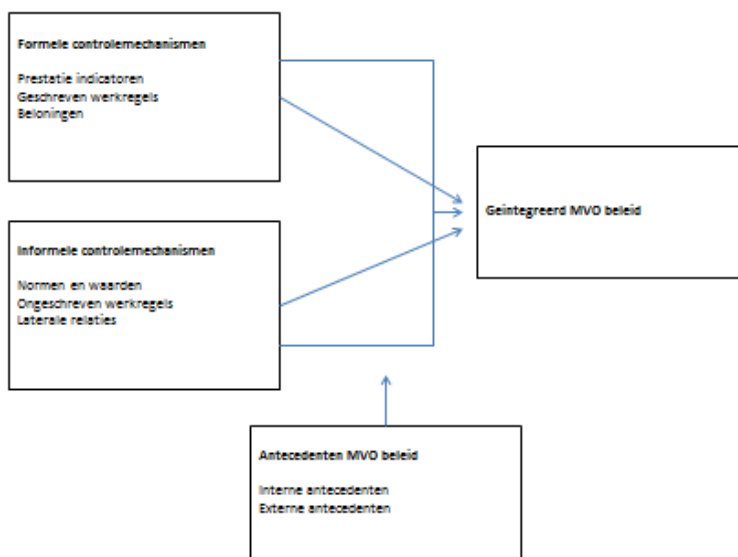 Formele controlemechanismen
Prestatie indicatoren
Geschreven werkregels
Beloningen
Geintegreerd MVO beleid
Informele controlemechanismen
Normen en waarden
Ongeschreven werkregels
Laterale relaties
Antecedenten MVO beleid
Interne antecedenten
Externe antecedenten